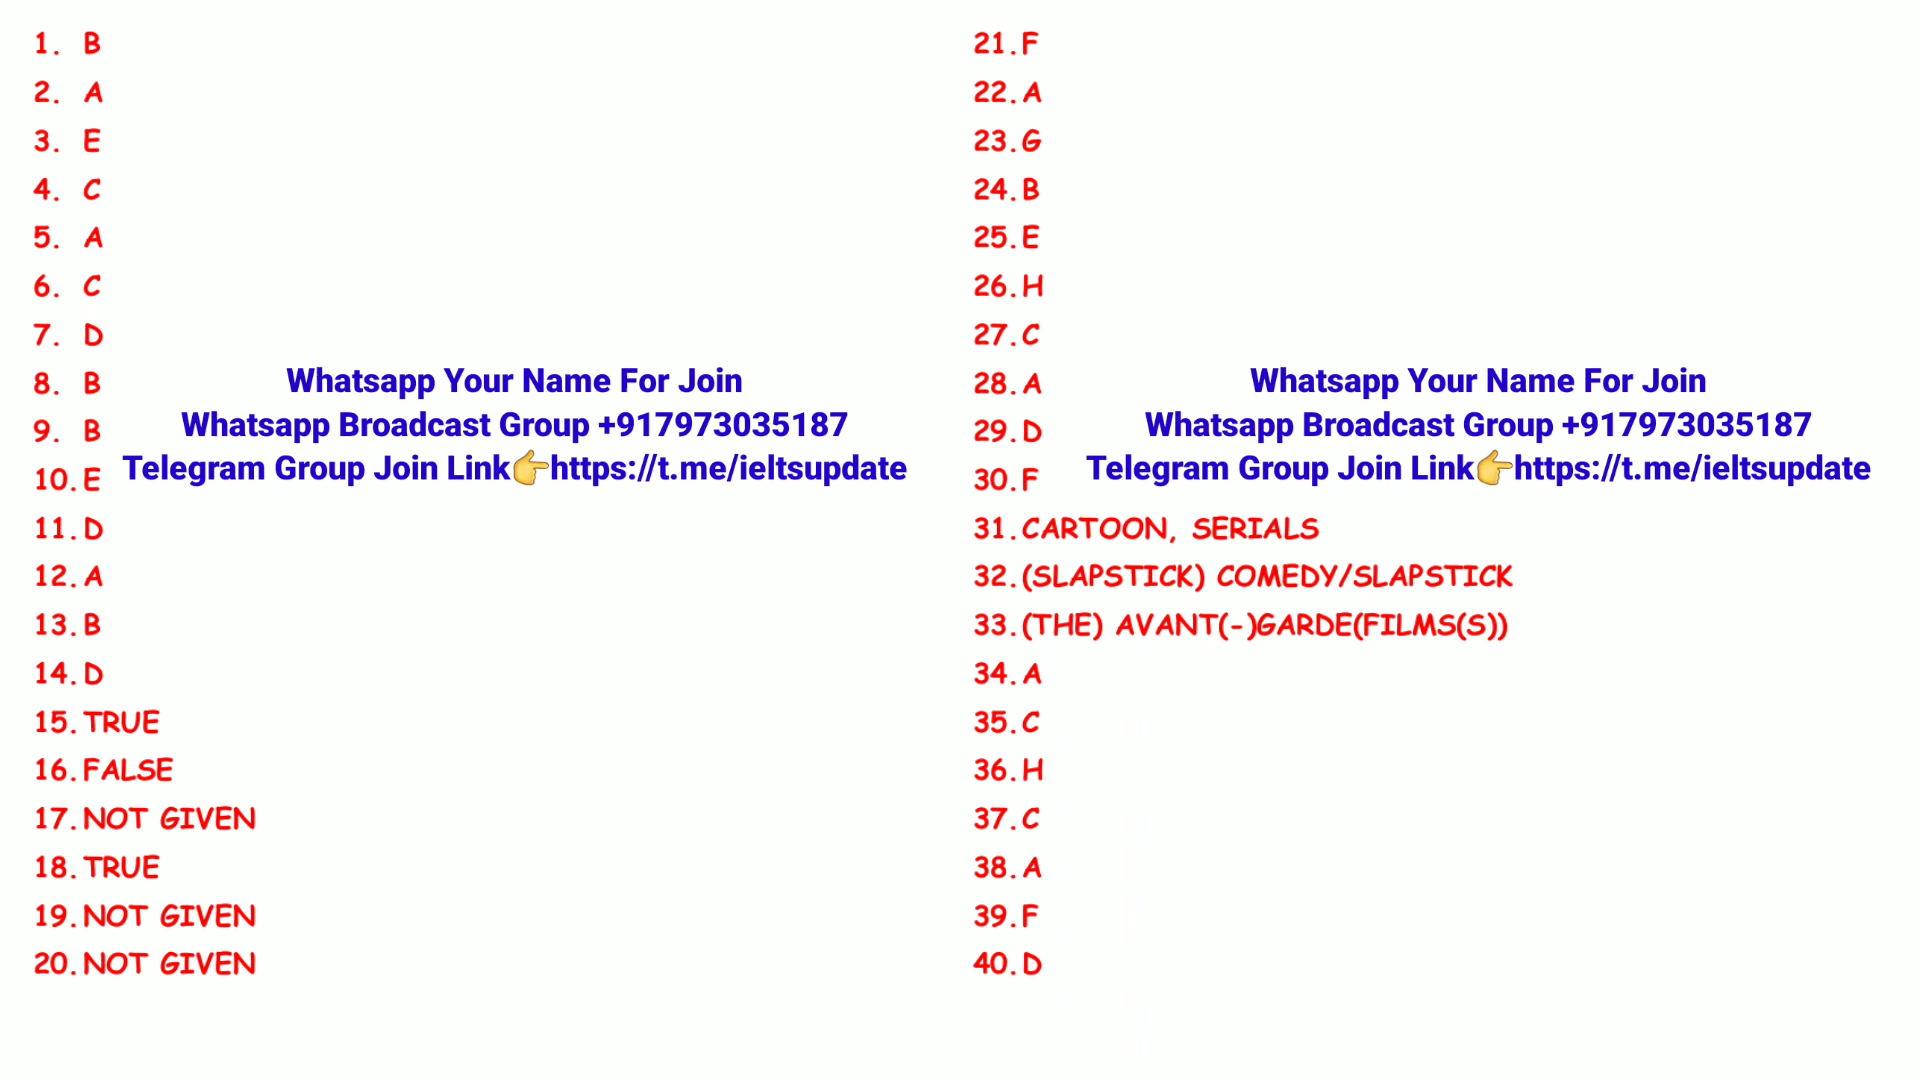 1. B
2. A
3. E
4. C
5. A
6. C
7. D
8. B
9. B
10. E
11. D
12. A
13. B
14. D
15. TRUE
16. FALSE
17. NOT GIVEN
18. TRUE
19. NOT GIVEN
20. NOT GIVEN
Whatsapp Your Name For Join
Whatsapp Broadcast Group +917973035187
Telegram Group Join Link👉https://t.me/ieltsupdate
21. F
22. A
23. G
24. B
25. E
26. H
27. C
28. A
29. D
30. F
31. CARTOON, SERIALS
32. (SLAPSTICK) COMEDY/SLAPSTICK
33. (THE) AVANT(-)GARDE(FILMS(S))
34. A
35. C
36. H
37. C
38. A
39. F
40. D
Whatsapp Your Name For Join
Whatsapp Broadcast Group +917973035187
Telegram Group Join Link👉https://t.me/ieltsupdate